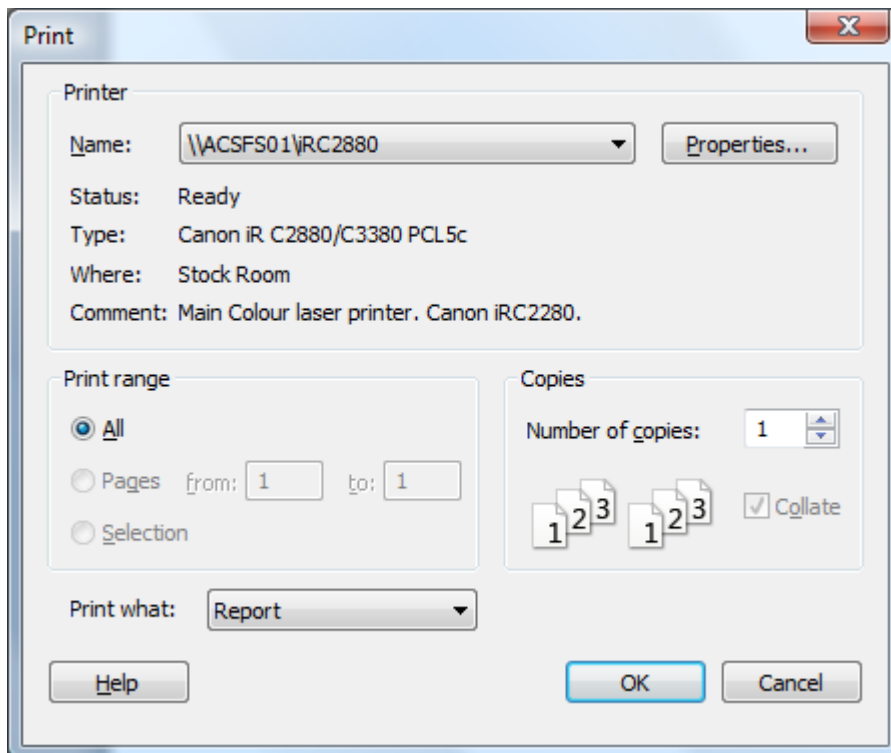 Print
Printer
Name: \\ACSFS01\iRC2880 Properties...
Status: Ready
Type: Canon iR C2880/C3380 PCL5c
Where: Stock Room
Comment: Main Colour laser printer. Canon iRC2280.
Print range
All
Pages from: 1 to: 1
Selection
Copies
Number of copies: 1
1 2 3 1 2 3 Collate
Print what: Report
Help OK Cancel